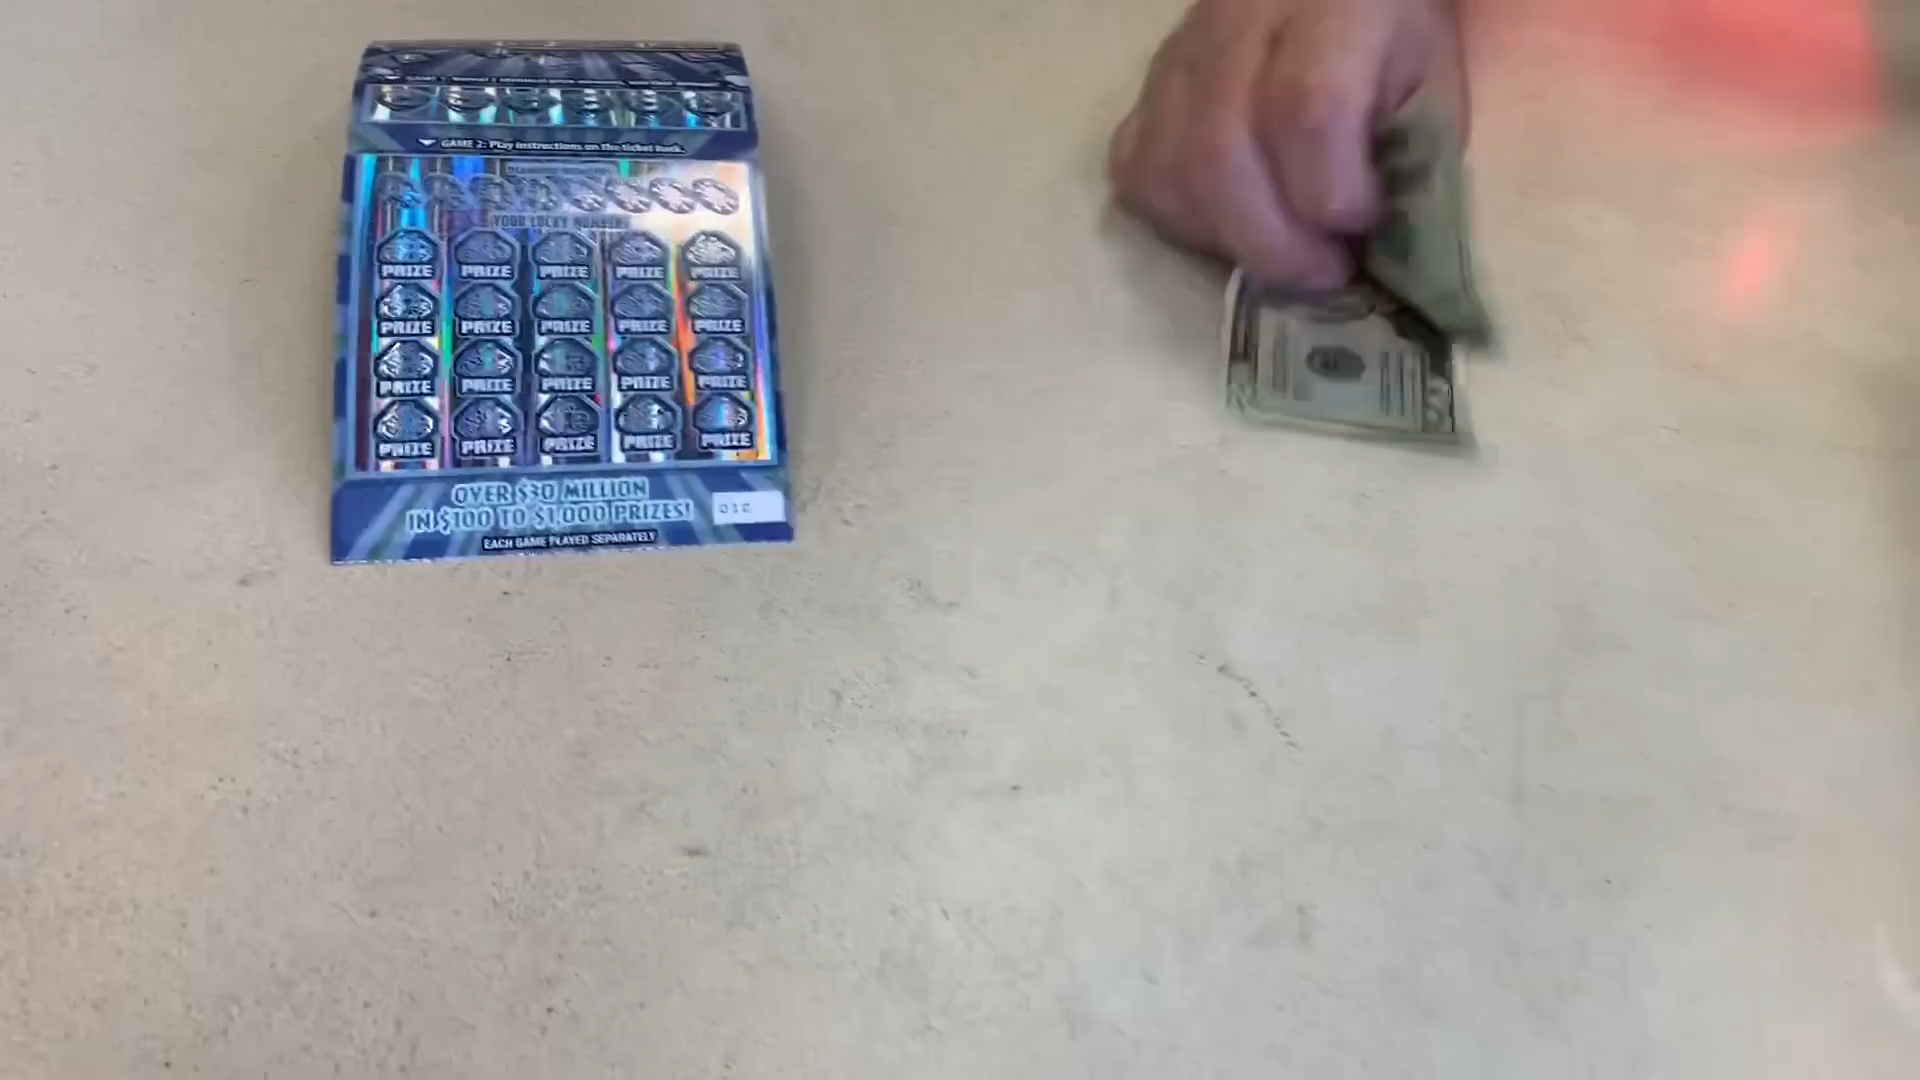 GAME 2: Play instructions on the ticket back.
YOUR LUCKY NUMBERS
PRIZE PRIZE PRIZE PRIZE PRIZE
PRIZE PRIZE PRIZE PRIZE PRIZE
PRIZE PRIZE PRIZE PRIZE PRIZE
PRIZE PRIZE PRIZE PRIZE PRIZE
OVER $30 MILLION
IN $100 TO $1,000 PRIZES!
010
EACH GAME PLAYED SEPARATELY